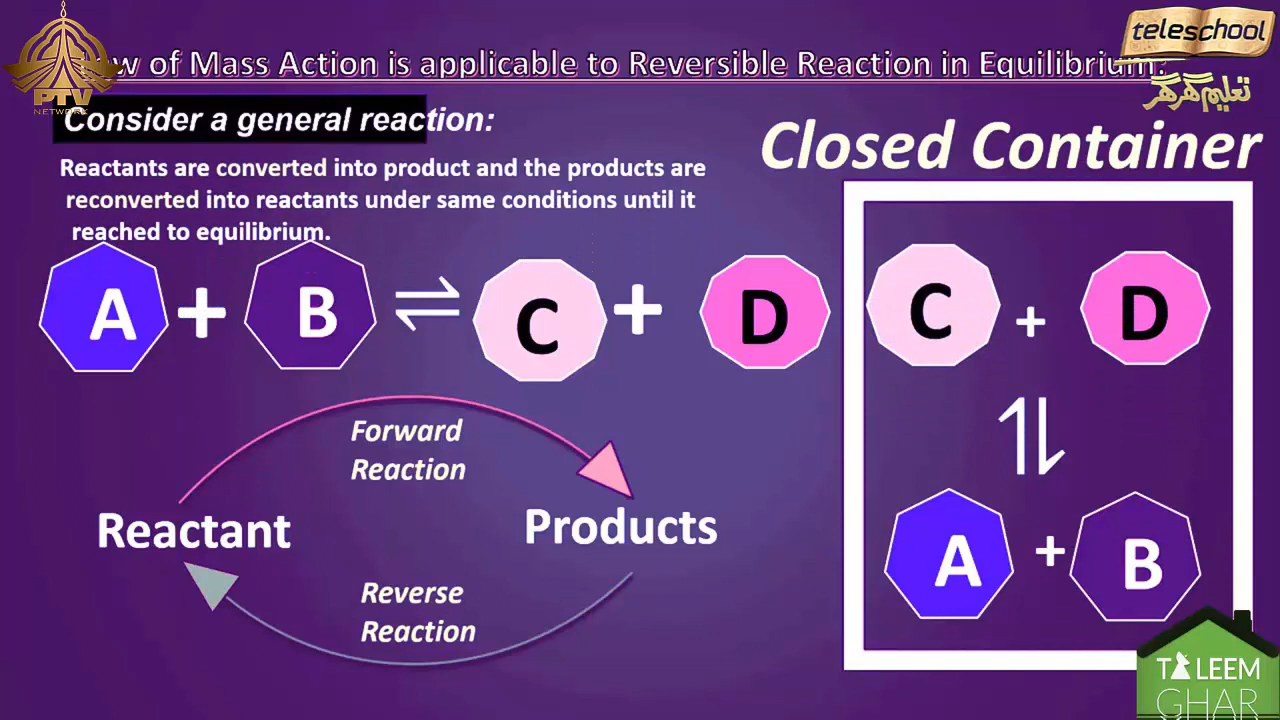 w of Mass Action is applicable to Reversible Reaction in Equilibrium:
PTV
NETWORK
teleschool
تعلیم گھر گھر
Consider a general reaction:
Reactants are converted into product and the products are
reconverted into reactants under same conditions until it
reached to equilibrium.
A + B ⇌ C + D
Forward
Reaction
Reactant
Products
Reverse
Reaction
Closed Container
C + D
⇌
A + B
TALEEM
GHAR